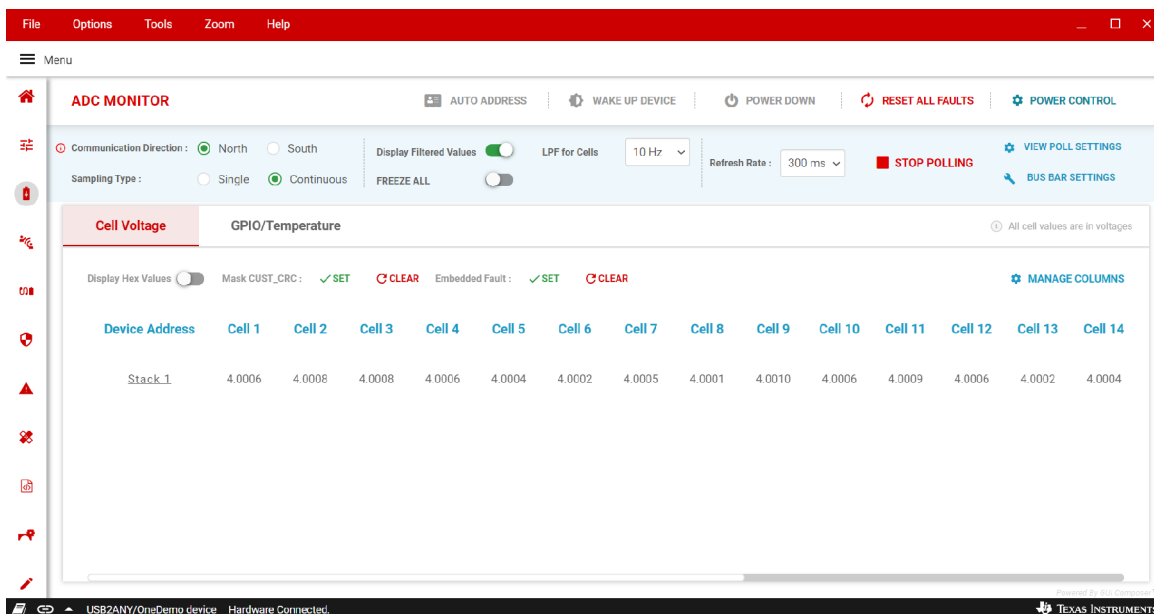 File Options Tools Zoom Help
Menu
ADC MONITOR AUTO ADDRESS WAKE UP DEVICE POWER DOWN RESET ALL FAULTS POWER CONTROL
Communication Direction : North South Display Filtered Values LPF for Cells 10 Hz Refresh Rate : 300 ms STOP POLLING VIEW POLL SETTINGS
Sampling Type : Single Continuous FREEZE ALL BUS BAR SETTINGS
Cell Voltage GPIO/Temperature All cell values are in voltages
Display Hex Values Mask CUST_CRC : SET CLEAR Embedded Fault : SET CLEAR MANAGE COLUMNS
Device Address Cell 1 Cell 2 Cell 3 Cell 4 Cell 5 Cell 6 Cell 7 Cell 8 Cell 9 Cell 10 Cell 11 Cell 12 Cell 13 Cell 14
Stack 1 4.0006 4.0008 4.0008 4.0006 4.0004 4.0002 4.0005 4.0001 4.0010 4.0006 4.0009 4.0006 4.0002 4.0004
Powered By GUI Composer
USB2ANY/OneDemo device Hardware Connected. TEXAS INSTRUMENTS